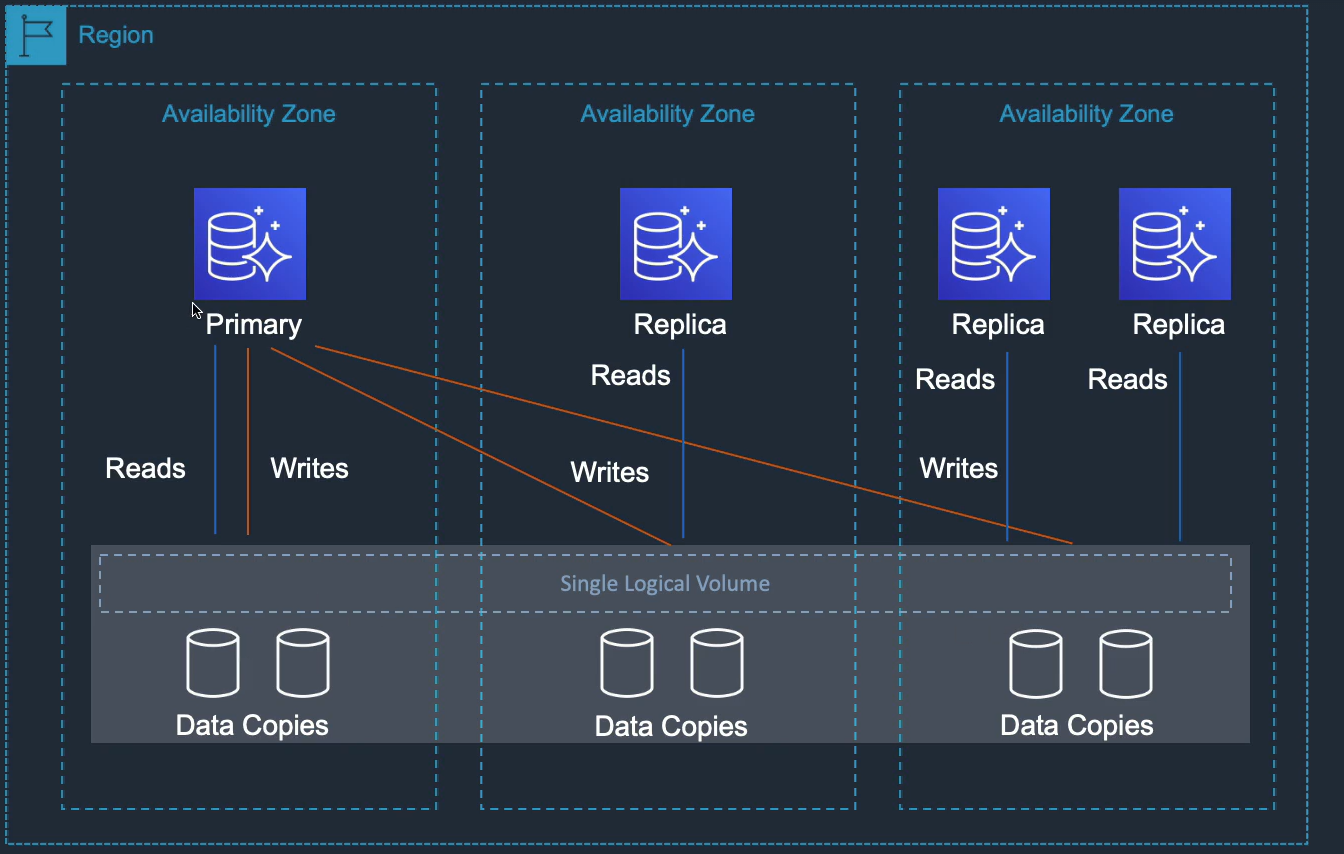 Region
Availability Zone
Availability Zone
Availability Zone
Primary
Replica
Replica
Replica
Reads
Reads
Reads
Reads
Writes
Writes
Writes
Single Logical Volume
Data Copies
Data Copies
Data Copies